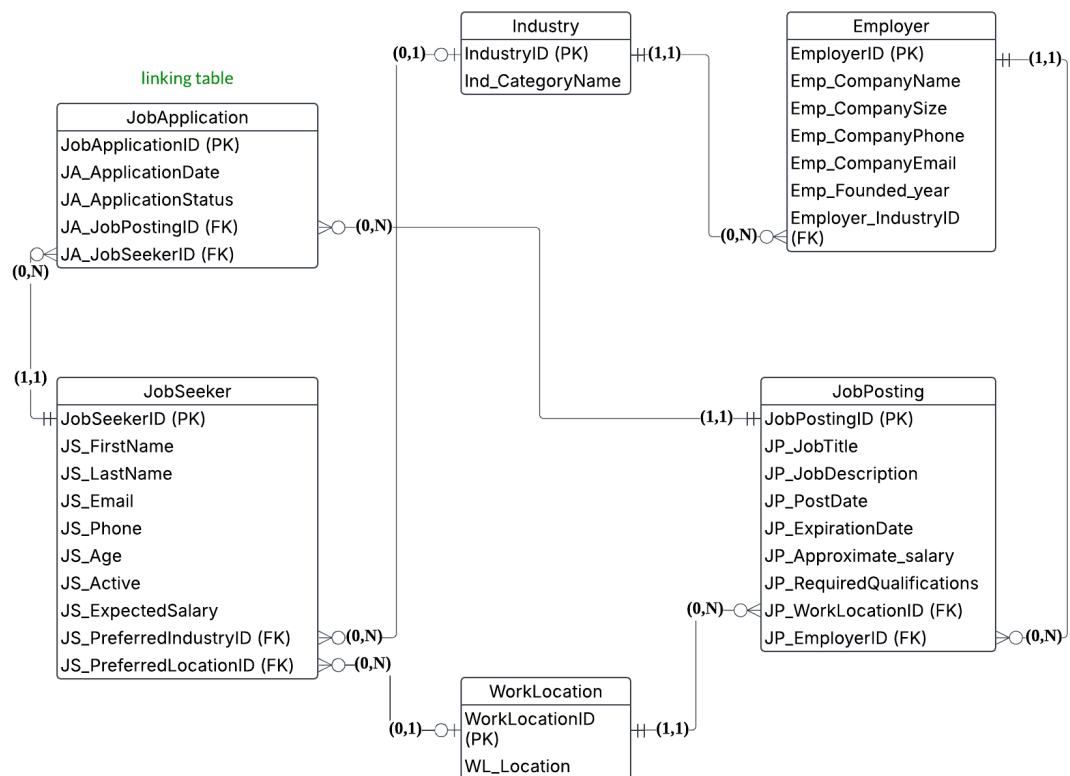 Industry
IndustryID (PK)
Ind_CategoryName
(0,1)
(1,1)
Employer
EmployerID (PK)
Emp_CompanyName
Emp_CompanySize
Emp_CompanyPhone
Emp_CompanyEmail
Emp_Founded_year
Employer_IndustryID
(FK)
(1,1)
(0,N)
linking table
JobApplication
JobApplicationID (PK)
JA_ApplicationDate
JA_ApplicationStatus
JA_JobPostingID (FK)
JA_JobSeekerID (FK)
(0,N)
(0,N)
(1,1)
JobSeeker
JobSeekerID (PK)
JS_FirstName
JS_LastName
JS_Email
JS_Phone
JS_Age
JS_Active
JS_ExpectedSalary
JS_PreferredIndustryID (FK)
JS_PreferredLocationID (FK)
(0,N)
(0,N)
(1,1)
JobPosting
JobPostingID (PK)
JP_JobTitle
JP_JobDescription
JP_PostDate
JP_ExpirationDate
JP_Approximate_salary
JP_RequiredQualifications
JP_WorkLocationID (FK)
JP_EmployerID (FK)
(0,N)
(0,N)
WorkLocation
WorkLocationID
(PK)
WL_Location
(0,1)
(1,1)